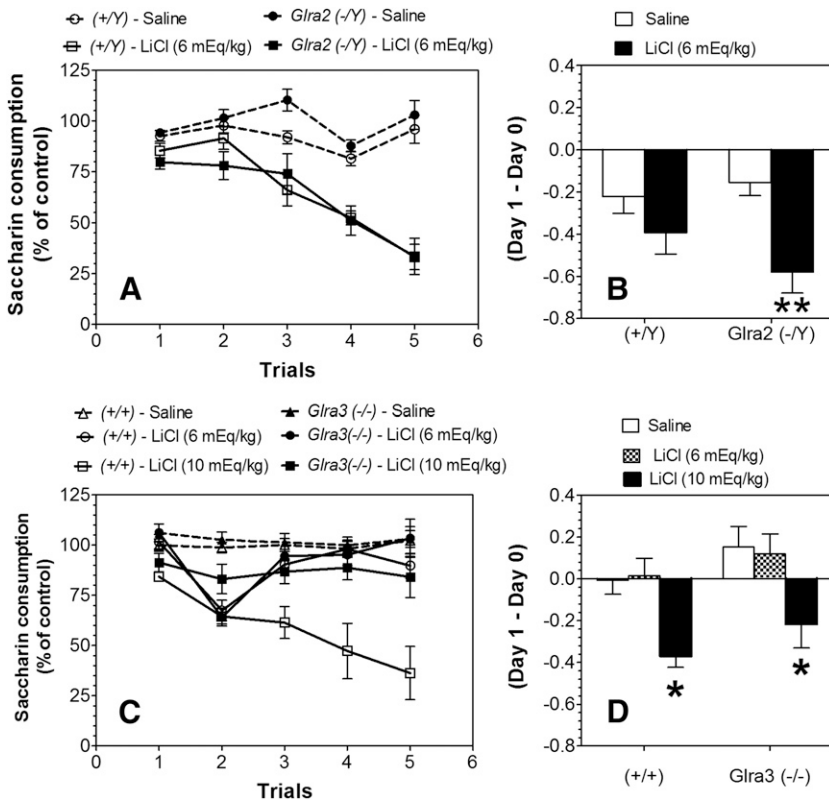 (+/Y) - Saline
Glra2 (-/Y) - Saline
(+/Y) - LiCl (6 mEq/kg)
Glra2 (-/Y) - LiCl (6 mEq/kg)
Saccharin consumption
(% of control)
125
100
75
50
25
0
0 1 2 3 4 5 6
Trials
A
Saline
LiCl (6 mEq/kg)
(Day 1 - Day 0)
0.4
0.2
0.0
-0.2
-0.4
-0.6
-0.8
**
B
(+/Y) Glra2 (-/Y)
(+/+) - Saline
Glra3 (-/-) - Saline
(+/+) - LiCl (6 mEq/kg)
Glra3(-/-) - LiCl (6 mEq/kg)
(+/+) - LiCl (10 mEq/kg)
Glra3(-/-) - LiCl (10 mEq/kg)
Saccharin consumption
(% of control)
125
100
75
50
25
0
0 1 2 3 4 5 6
Trials
C
Saline
LiCl (6 mEq/kg)
LiCl (10 mEq/kg)
(Day 1 - Day 0)
0.4
0.2
0.0
-0.2
-0.4
-0.6
-0.8
* *
D
(+/+) Glra3 (-/-)